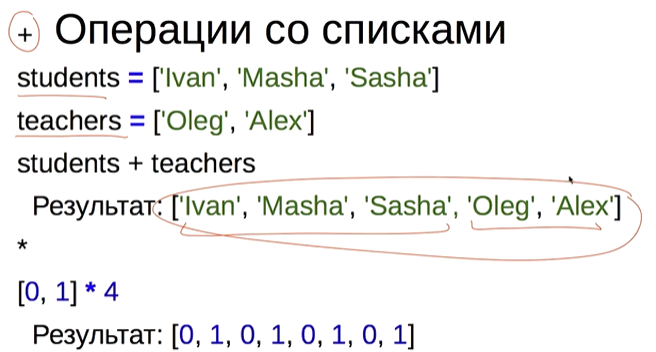 + Операции со списками
students = ['Ivan', 'Masha', 'Sasha']
teachers = ['Oleg', 'Alex']
students + teachers
Результат: ['Ivan', 'Masha', 'Sasha', 'Oleg', 'Alex']
*
[0, 1] * 4
Результат: [0, 1, 0, 1, 0, 1, 0, 1]